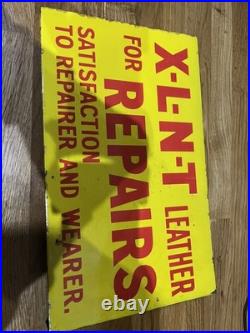 X-L-N-T LEATHER
FOR REPAIRS
SATISFACTION
TO REPAIRER AND WEARER.